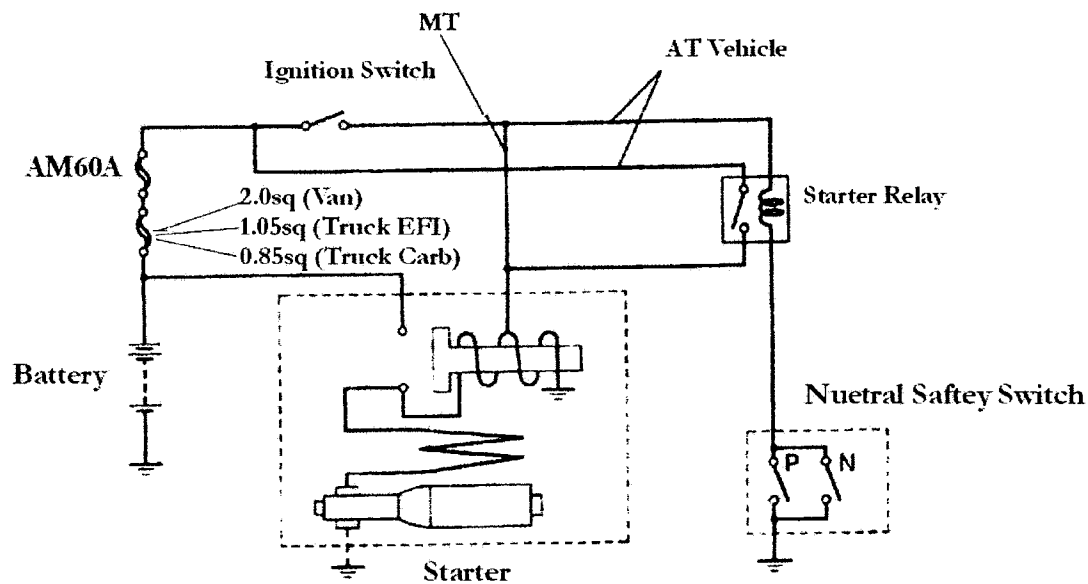 MT
AT Vehicle
Ignition Switch
AM60A
2.0sq (Van)
1.05sq (Truck EFI)
0.85sq (Truck Carb)
Starter Relay
Battery
Nuetral Saftey Switch
P N
Starter